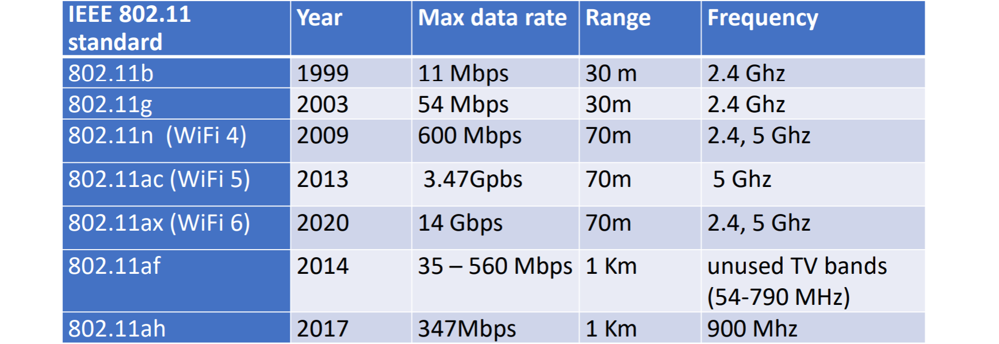 IEEE 802.11 standard Year Max data rate Range Frequency
802.11b 1999 11 Mbps 30 m 2.4 Ghz
802.11g 2003 54 Mbps 30m 2.4 Ghz
802.11n (WiFi 4) 2009 600 Mbps 70m 2.4, 5 Ghz
802.11ac (WiFi 5) 2013 3.47Gpbs 70m 5 Ghz
802.11ax (WiFi 6) 2020 14 Gbps 70m 2.4, 5 Ghz
802.11af 2014 35 – 560 Mbps 1 Km unused TV bands
(54-790 MHz)
802.11ah 2017 347Mbps 1 Km 900 Mhz